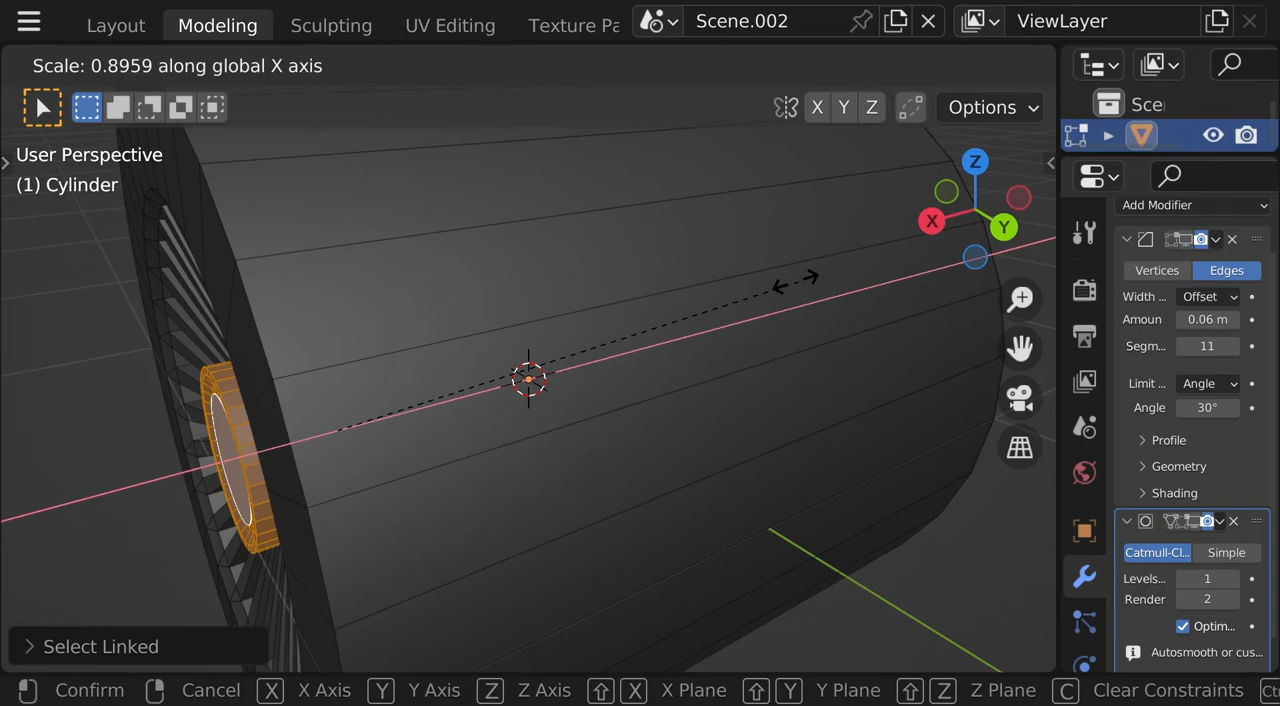 Layout
Modeling
Sculpting
UV Editing
Texture Pa
Scene.002
ViewLayer
Scale: 0.8959 along global X axis
X
Y
Z
Options
Sce
User Perspective
(1) Cylinder
Z
X
Y
Add Modifier
Vertices
Edges
Width ...
Offset
Amoun
0.06 m
Segm...
11
Limit ...
Angle
Angle
30°
Profile
Geometry
Shading
Catmull-Cl...
Simple
Levels...
1
Render
2
Optim...
Autosmooth or cus...
Select Linked
Confirm
Cancel
X
X Axis
Y
Y Axis
Z
Z Axis
X
X Plane
Y
Y Plane
Z
Z Plane
C
Clear Constraints
Ctr